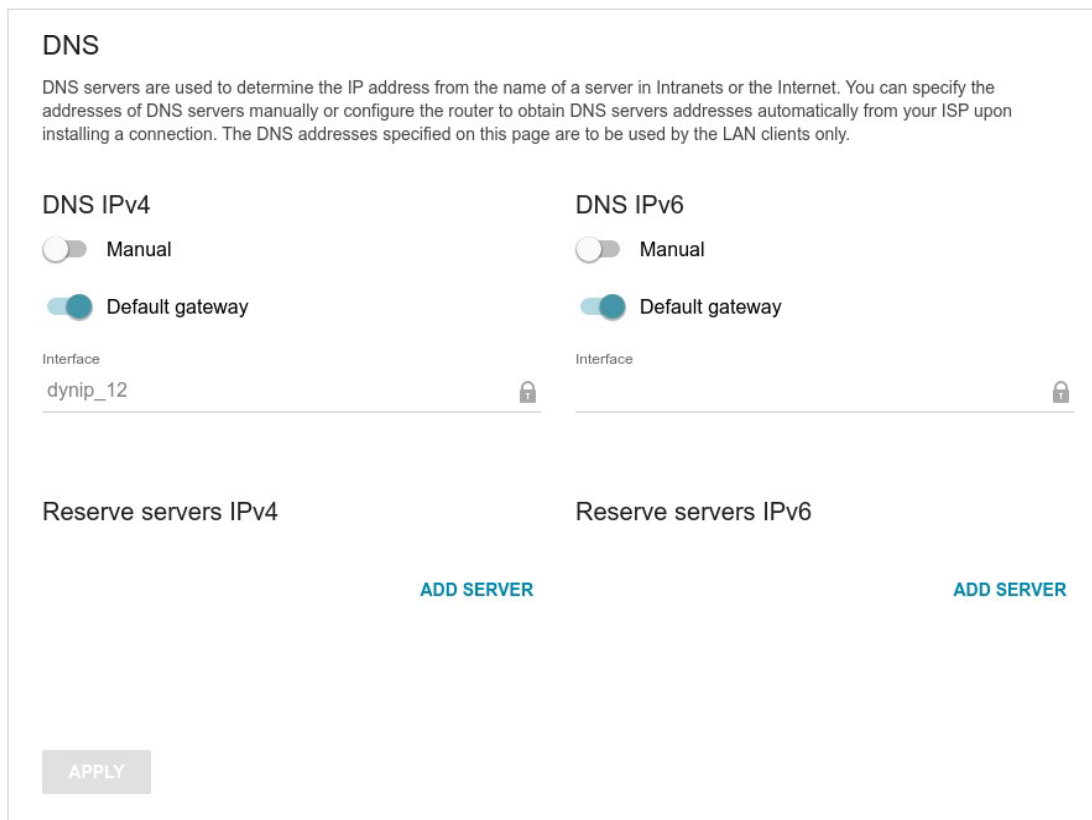 DNS
DNS servers are used to determine the IP address from the name of a server in Intranets or the Internet. You can specify the
addresses of DNS servers manually or configure the router to obtain DNS servers addresses automatically from your ISP upon
installing a connection. The DNS addresses specified on this page are to be used by the LAN clients only.
DNS IPv4
Manual
Default gateway
Interface
dynip_12
DNS IPv6
Manual
Default gateway
Interface
Reserve servers IPv4
ADD SERVER
Reserve servers IPv6
ADD SERVER
APPLY